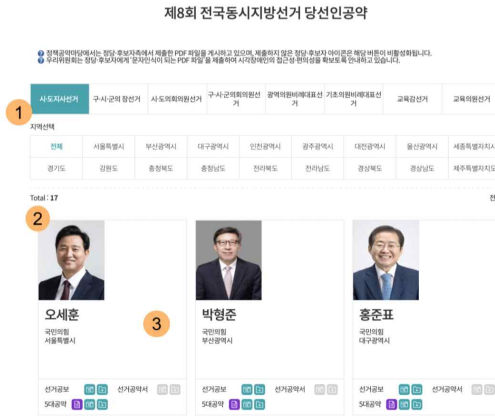 제8회 전국동시지방선거 당선인공약
정책공약마당에서는 정당·후보자측에서 제출한 PDF 파일을 게시하고 있으며, 제출하지 않은 정당·후보자 아이콘은 해당 버튼이 비활성화됩니다.
우리위원회는 정당·후보자에게 '문자인식이 되는 PDF 파일'을 제출하여 시각장애인의 접근성·편의성을 확보토록 안내하고 있습니다.
시·도지사선거 구·시·군의 장선거 시·도의회의원선거 구·시·군의회의원선거 광역의원비례대표선거 기초의원비례대표선거 교육감선거 교육의원선거
1
지역선택
전체 서울특별시 부산광역시 대구광역시 인천광역시 광주광역시 대전광역시 울산광역시 세종특별자치시
경기도 강원도 충청북도 충청남도 전라북도 전라남도 경상북도 경상남도 제주특별자치도
Total : 17 전
2
오세훈 박형준 홍준표
3
국민의힘 국민의힘 국민의힘
서울특별시 부산광역시 대구광역시
선거공보 선거공약서 선거공보 선거공약서 선거공보 선거공약서
5대공약 5대공약 5대공약